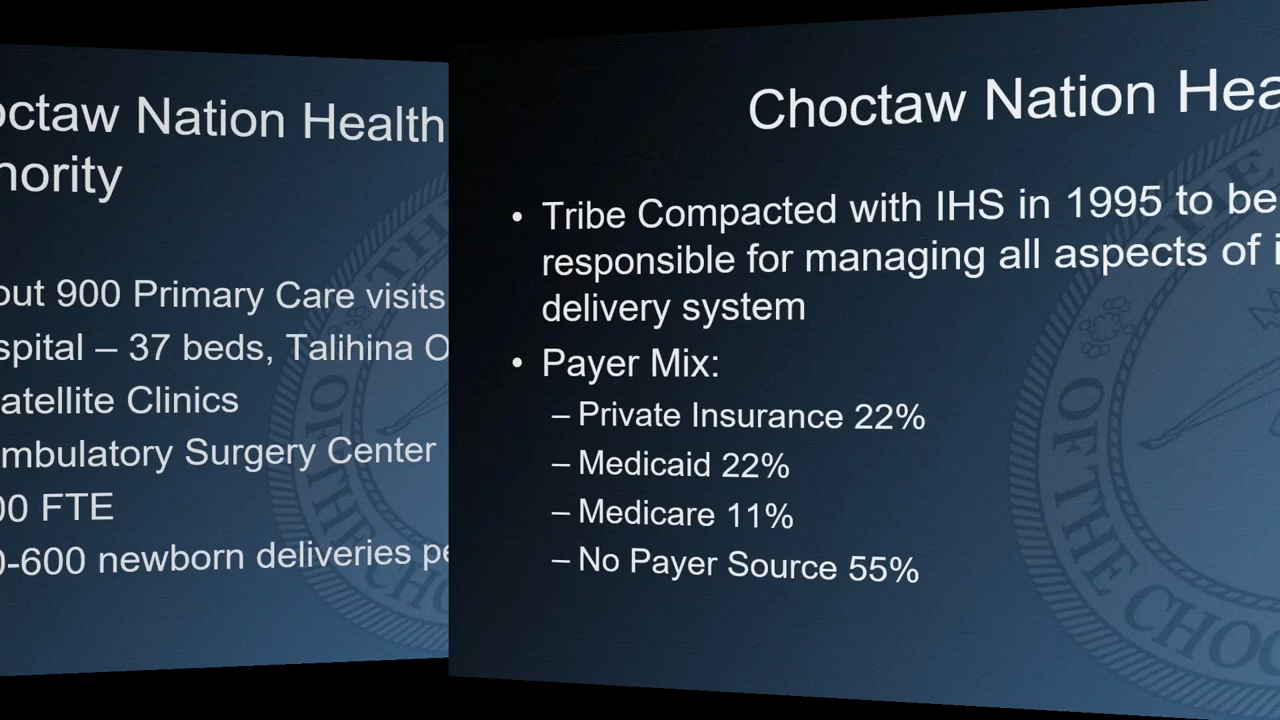 octaw Nation Health
hority
out 900 Primary Care visits
spital – 37 beds, Talihina O
atellite Clinics
mbulatory Surgery Center
00 FTE
0-600 newborn deliveries pe
Choctaw Nation Hea
• Tribe Compacted with IHS in 1995 to be
responsible for managing all aspects of i
delivery system
• Payer Mix:
– Private Insurance 22%
– Medicaid 22%
– Medicare 11%
– No Payer Source 55%
OF THE CHOC